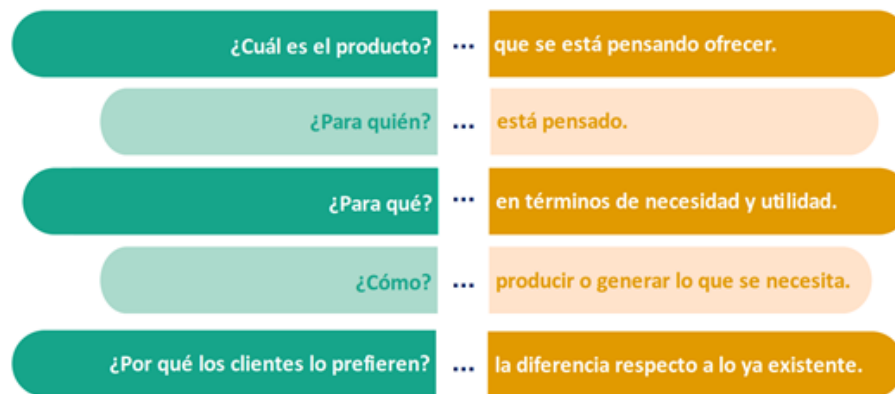 ¿Cuál es el producto? ... que se está pensando ofrecer.
¿Para quién? ... está pensado.
¿Para qué? ... en términos de necesidad y utilidad.
¿Cómo? ... producir o generar lo que se necesita.
¿Por qué los clientes lo prefieren? ... la diferencia respecto a lo ya existente.